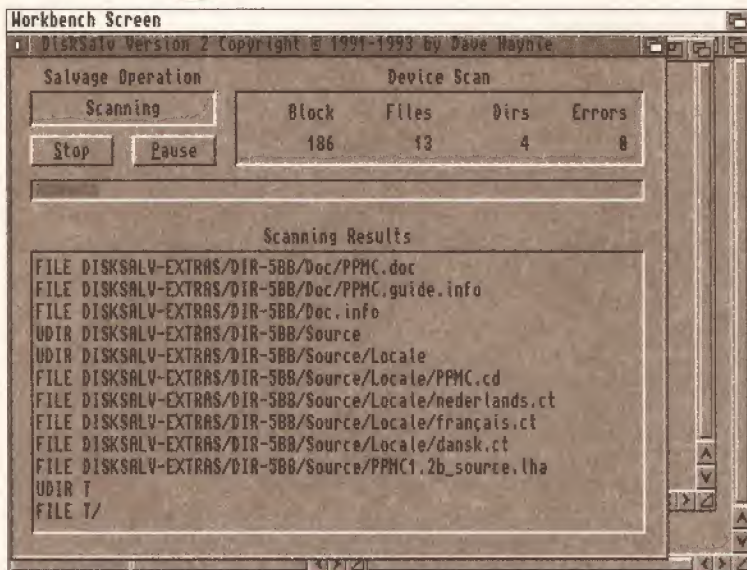 Workbench Screen
DiskSalv Version 2 Copyright © 1991-1993 by Dave Haynie
Salvage Operation
Device Scan
Scanning
Block Files Dirs Errors
186 13 4 0
Stop Pause
Scanning Results
FILE DISKSALV-EXTRAS/DIR-5BB/Doc/PPMC.doc
FILE DISKSALV-EXTRAS/DIR-5BB/Doc/PPMC.guide.info
FILE DISKSALV-EXTRAS/DIR-5BB/Doc.info
UDIR DISKSALV-EXTRAS/DIR-5BB/Source
UDIR DISKSALV-EXTRAS/DIR-5BB/Source/Locale
FILE DISKSALV-EXTRAS/DIR-5BB/Source/Locale/PPMC.cd
FILE DISKSALV-EXTRAS/DIR-5BB/Source/Locale/nederlands.ct
FILE DISKSALV-EXTRAS/DIR-5BB/Source/Locale/français.ct
FILE DISKSALV-EXTRAS/DIR-5BB/Source/Locale/dansk.ct
FILE DISKSALV-EXTRAS/DIR-5BB/Source/PPMC1.2b_source.lha
UDIR T
FILE T/